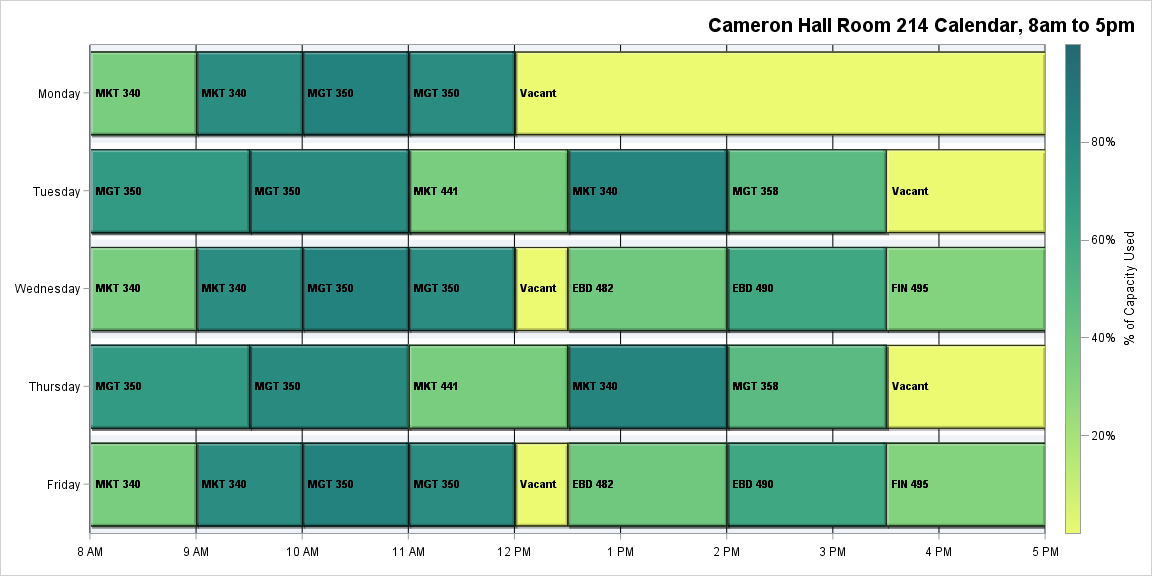 Cameron Hall Room 214 Calendar, 8am to 5pm
Monday MKT 340 MKT 340 MGT 350 MGT 350 Vacant
80%
Tuesday MGT 350 MGT 350 MKT 441 MKT 340 MGT 358 Vacant
60%
% of Capacity Used
Wednesday MKT 340 MKT 340 MGT 350 MGT 350 Vacant EBD 482 EBD 490 FIN 495
40%
Thursday MGT 350 MGT 350 MKT 441 MKT 340 MGT 358 Vacant
20%
Friday MKT 340 MKT 340 MGT 350 MGT 350 Vacant EBD 482 EBD 490 FIN 495
8 AM 9 AM 10 AM 11 AM 12 PM 1 PM 2 PM 3 PM 4 PM 5 PM